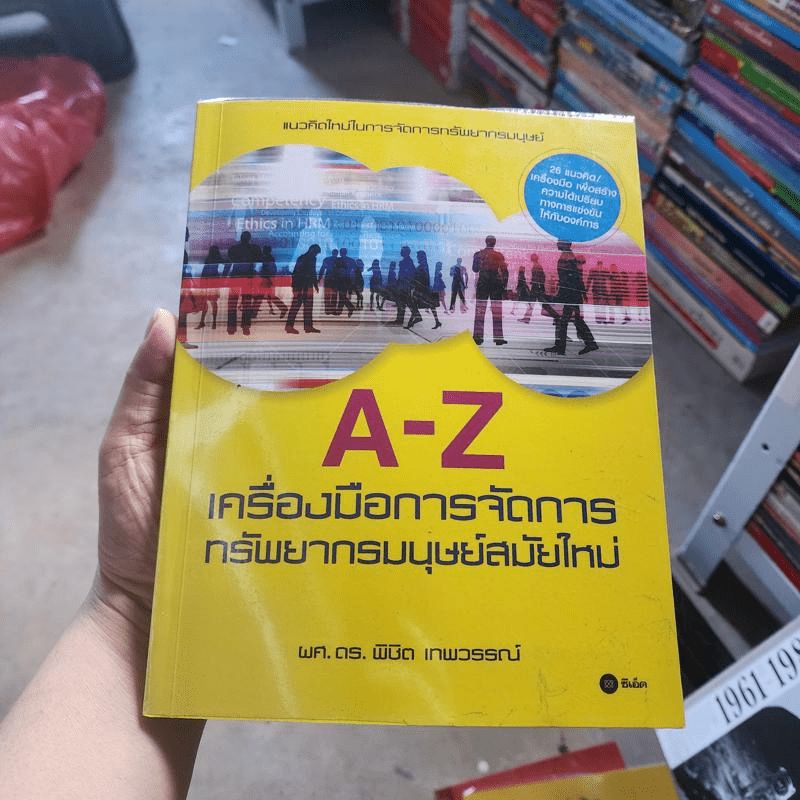 แนวคิดใหม่ในการจัดการทรัพยากรมนุษย์
26 แนวคิด/
เครื่องมือ เพื่อสร้าง
ความได้เปรียบ
ทางการแข่งขัน
ให้กับองค์การ
Competency
Ethics in HRM
Ethics in HRM
Accounting for
A-Z
เครื่องมือการจัดการ
ทรัพยากรมนุษย์สมัยใหม่
ผศ. ดร. พิชิต เทพวรรณ์
ซีเอ็ด
1961-198